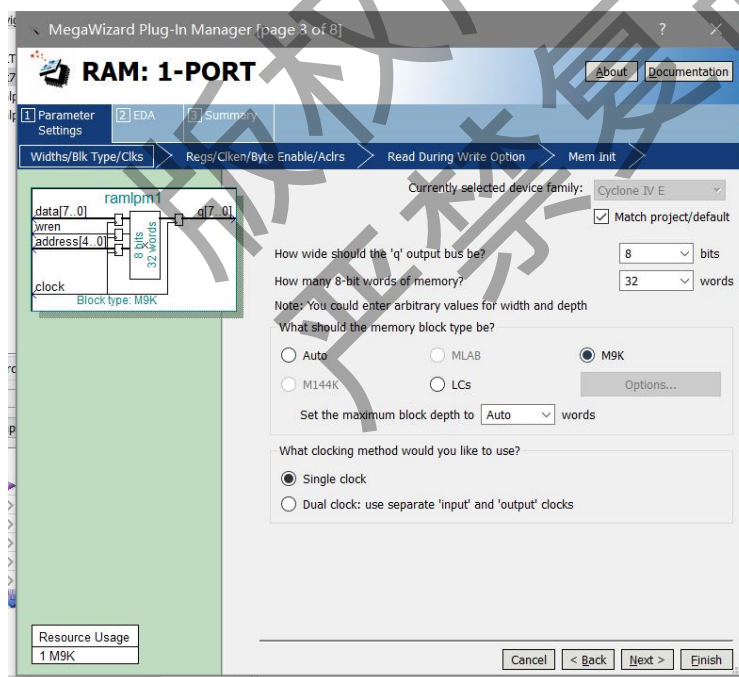 MegaWizard Plug-In Manager [page 3 of 8]
? ×
RAM: 1-PORT
About Documentation
1 Parameter Settings 2 EDA 3 Summary
Widths/Blk Type/Clks Regs/Clken/Byte Enable/Aclrs Read During Write Option Mem Init
Currently selected device family: Cyclone IV E
Match project/default
ramlpm1
data[7..0] q[7..0]
wren
address[4..0]
8 bits
32 words
clock
Block type: M9K
How wide should the 'q' output bus be? 8 bits
How many 8-bit words of memory? 32 words
Note: You could enter arbitrary values for width and depth
What should the memory block type be?
Auto MLAB M9K
M144K LCs Options...
Set the maximum block depth to Auto words
What clocking method would you like to use?
Single clock
Dual clock: use separate 'input' and 'output' clocks
Resource Usage
1 M9K
Cancel < Back Next > Finish
版权
严禁复